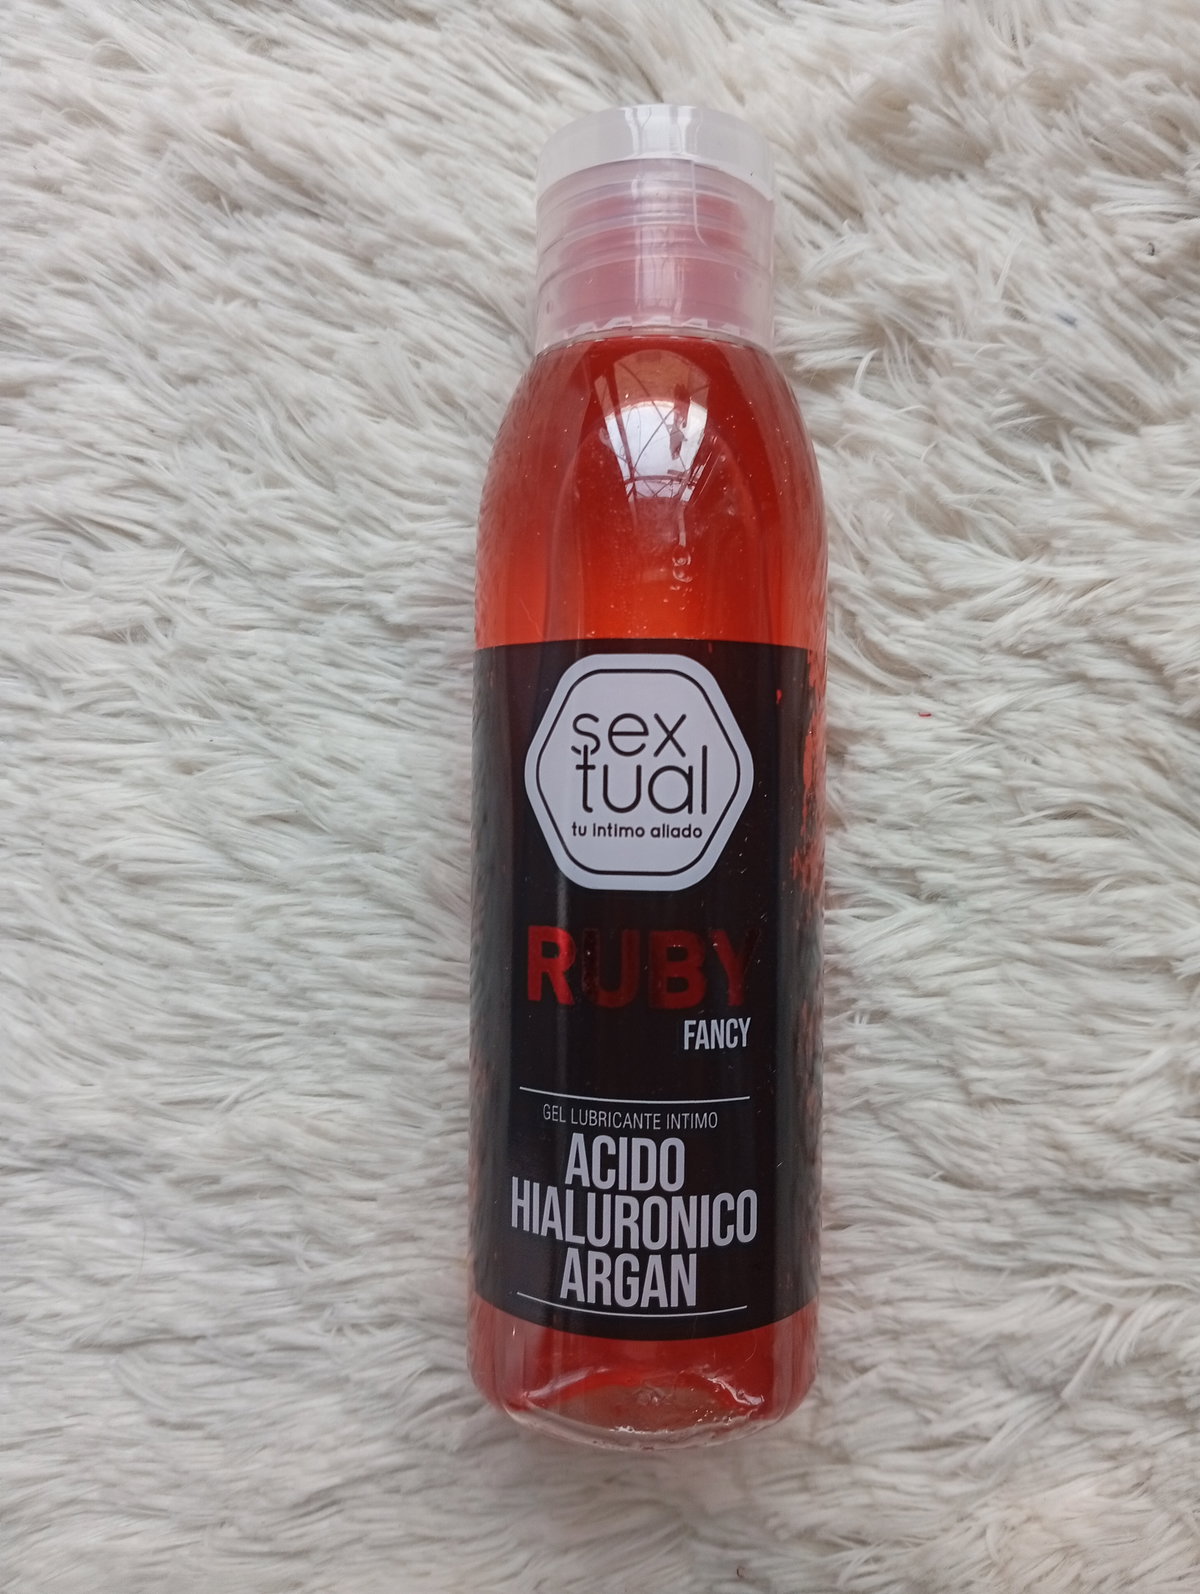 sex
tual
tu intimo aliado
RUBY
FANCY
GEL LUBRICANTE INTIMO
ACIDO
HIALURONICO
ARGAN